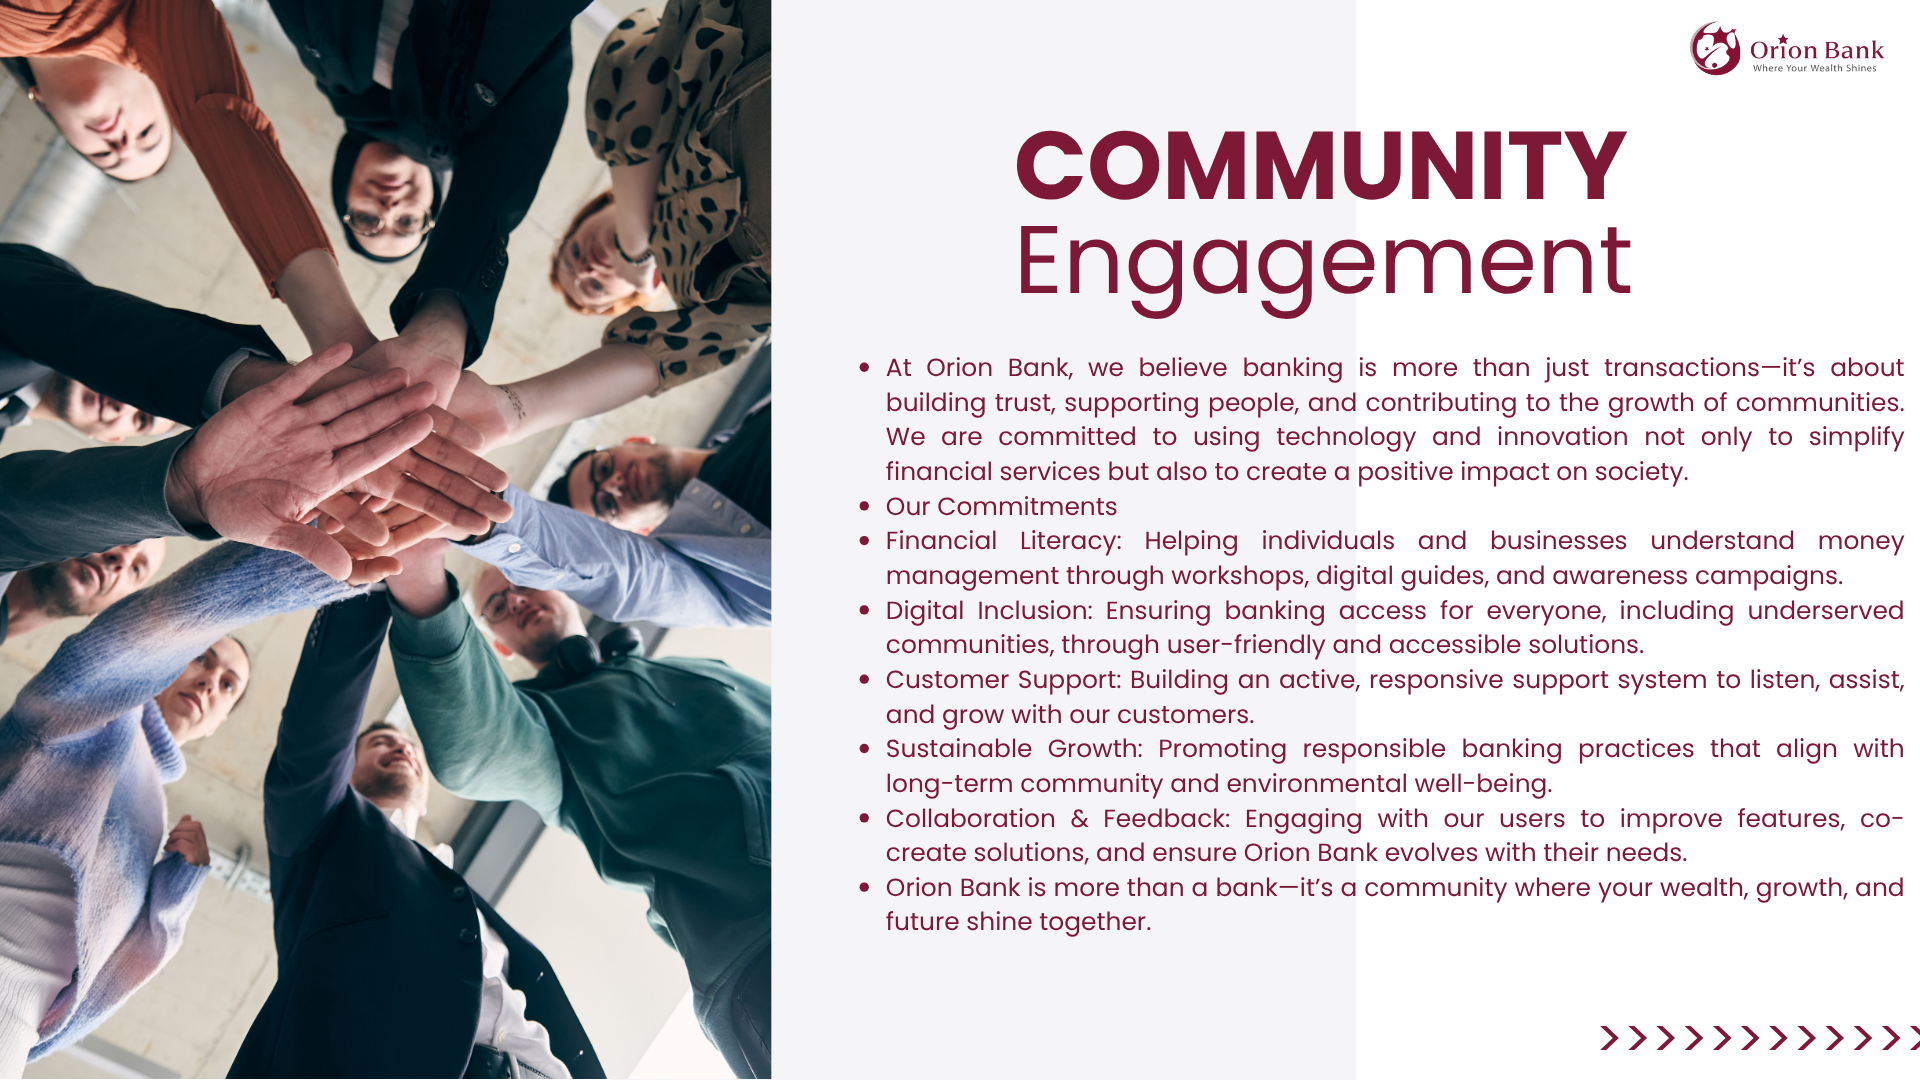 Orion Bank
Where Your Wealth Shines
COMMUNITY
Engagement
• At Orion Bank, we believe banking is more than just transactions—it’s about
building trust, supporting people, and contributing to the growth of communities.
We are committed to using technology and innovation not only to simplify
financial services but also to create a positive impact on society.
• Our Commitments
• Financial Literacy: Helping individuals and businesses understand money
management through workshops, digital guides, and awareness campaigns.
• Digital Inclusion: Ensuring banking access for everyone, including underserved
communities, through user-friendly and accessible solutions.
• Customer Support: Building an active, responsive support system to listen, assist,
and grow with our customers.
• Sustainable Growth: Promoting responsible banking practices that align with
long-term community and environmental well-being.
• Collaboration & Feedback: Engaging with our users to improve features, co-
create solutions, and ensure Orion Bank evolves with their needs.
• Orion Bank is more than a bank—it’s a community where your wealth, growth, and
future shine together.